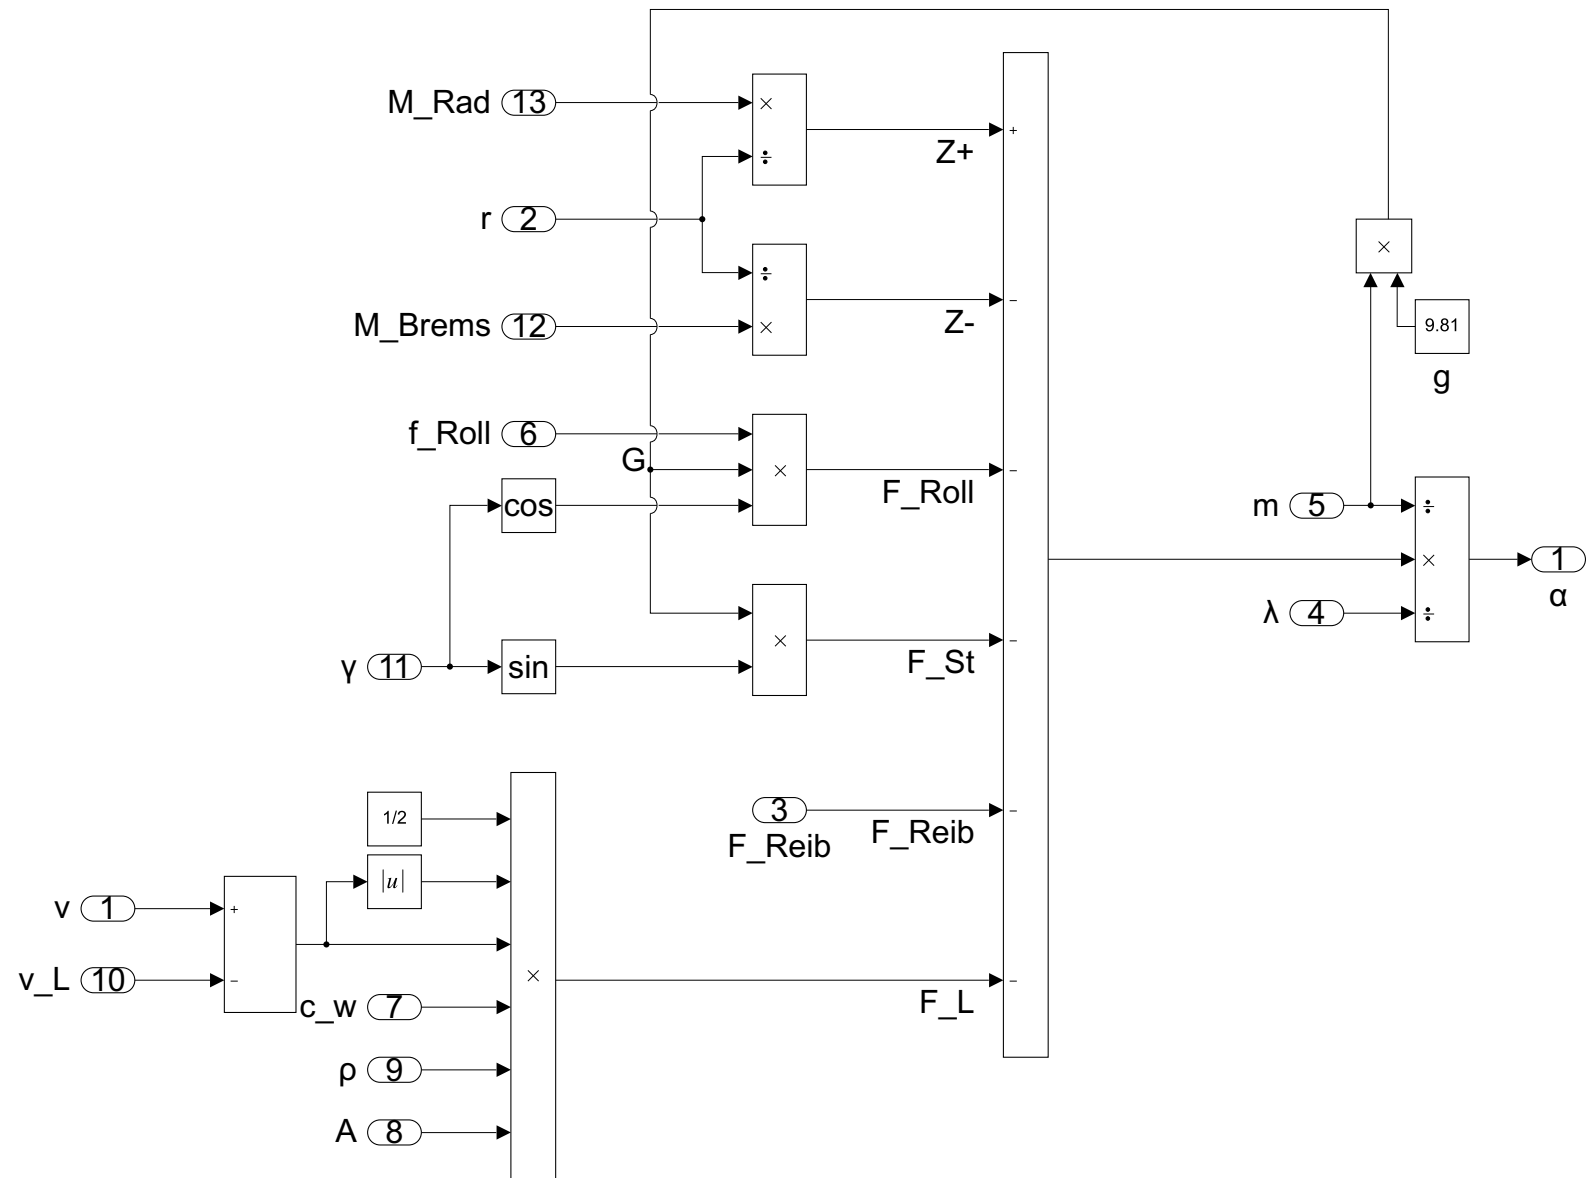 M_Rad 13
×
÷
Z+
+
r 2
÷
×
Z-
−
M_Brems 12
×
9.81
g
f_Roll 6
G
×
F_Roll
−
cos
m 5
÷
×
1
α
λ 4
÷
γ 11
sin
×
F_St
−
1/2
3
F_Reib
F_Reib
−
|u|
v 1
+
v_L 10
−
×
F_L
−
c_w 7
ρ 9
A 8